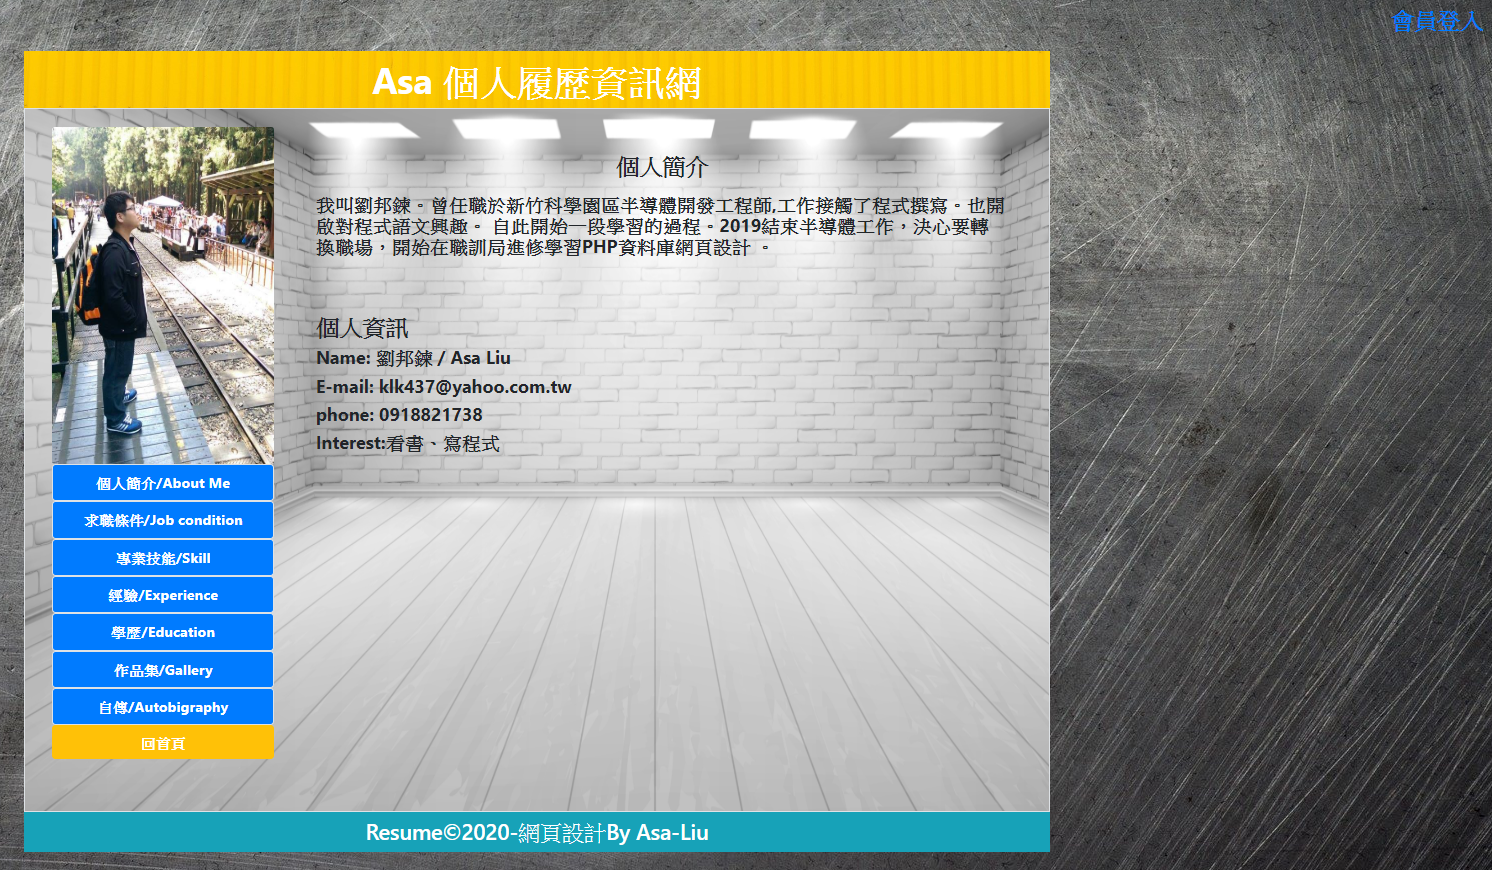 會員登入
Asa 個人履歷資訊網
個人簡介
我叫劉邦鍊。曾任職於新竹科學園區半導體開發工程師,工作接觸了程式撰寫。也開
啟對程式語文興趣。 自此開始一段學習的過程。2019結束半導體工作，決心要轉
換職場，開始在職訓局進修學習PHP資料庫網頁設計 。
個人資訊
Name: 劉邦鍊 / Asa Liu
E-mail: klk437@yahoo.com.tw
phone: 0918821738
Interest:看書、寫程式
個人簡介/About Me
求職條件/Job condition
專業技能/Skill
經驗/Experience
學歷/Education
作品集/Gallery
自傳/Autobigraphy
回首頁
Resume©2020-網頁設計By Asa-Liu